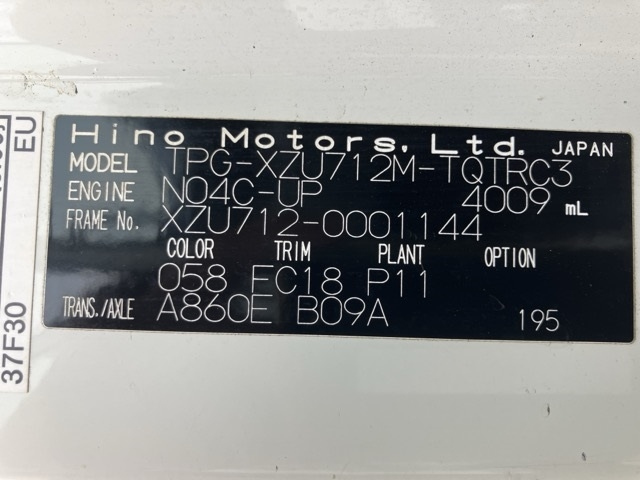 Hino Motors, Ltd. JAPAN
MODEL TPG-XZU712M-TQTRC3
ENGINE N04C-UP 4009 mL
FRAME No. XZU712-0001144
COLOR TRIM PLANT OPTION
058 FC18 P11
TRANS./AXLE A860E B09A 195
EU
37F30